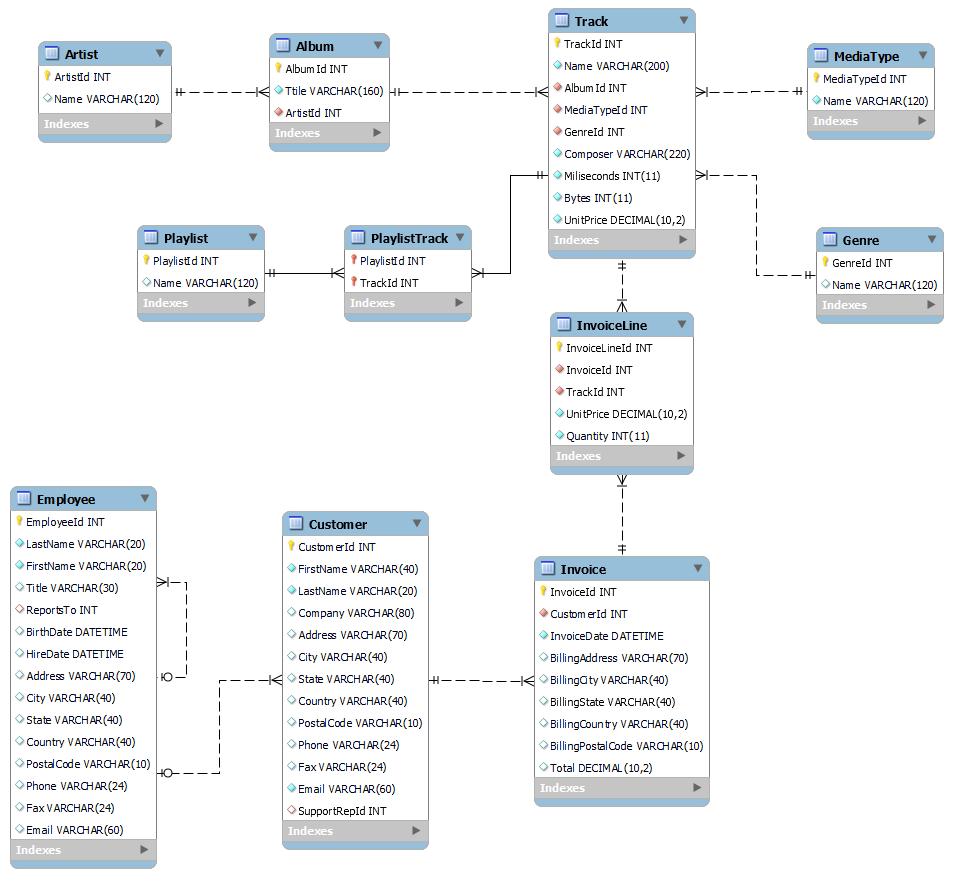 Artist
ArtistId INT
Name VARCHAR(120)
Indexes
Album
AlbumId INT
Ttile VARCHAR(160)
ArtistId INT
Indexes
Track
TrackId INT
Name VARCHAR(200)
AlbumId INT
MediaTypeId INT
GenreId INT
Composer VARCHAR(220)
Miliseconds INT(11)
Bytes INT(11)
UnitPrice DECIMAL(10,2)
Indexes
MediaType
MediaTypeId INT
Name VARCHAR(120)
Indexes
Playlist
PlaylistId INT
Name VARCHAR(120)
Indexes
PlaylistTrack
PlaylistId INT
TrackId INT
Indexes
Genre
GenreId INT
Name VARCHAR(120)
Indexes
InvoiceLine
InvoiceLineId INT
InvoiceId INT
TrackId INT
UnitPrice DECIMAL(10,2)
Quantity INT(11)
Indexes
Employee
EmployeeId INT
LastName VARCHAR(20)
FirstName VARCHAR(20)
Title VARCHAR(30)
ReportsTo INT
BirthDate DATETIME
HireDate DATETIME
Address VARCHAR(70)
City VARCHAR(40)
State VARCHAR(40)
Country VARCHAR(40)
PostalCode VARCHAR(10)
Phone VARCHAR(24)
Fax VARCHAR(24)
Email VARCHAR(60)
Indexes
Customer
CustomerId INT
FirstName VARCHAR(40)
LastName VARCHAR(20)
Company VARCHAR(80)
Address VARCHAR(70)
City VARCHAR(40)
State VARCHAR(40)
Country VARCHAR(40)
PostalCode VARCHAR(10)
Phone VARCHAR(24)
Fax VARCHAR(24)
Email VARCHAR(60)
SupportRepId INT
Indexes
Invoice
InvoiceId INT
CustomerId INT
InvoiceDate DATETIME
BillingAddress VARCHAR(70)
BillingCity VARCHAR(40)
BillingState VARCHAR(40)
BillingCountry VARCHAR(40)
BillingPostalCode VARCHAR(10)
Total DECIMAL(10,2)
Indexes